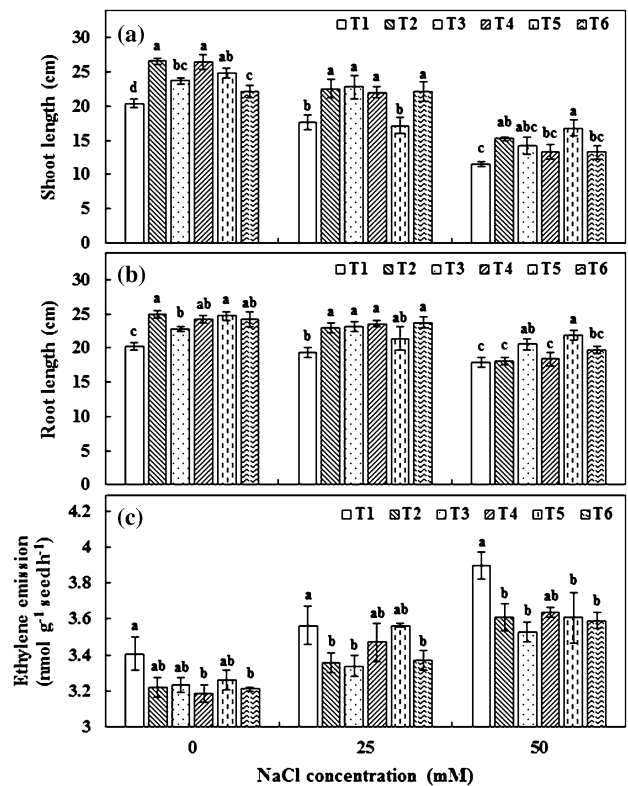 (a)
T1 T2 T3 T4 T5 T6
Shoot length (cm)
30
25
20
15
10
5
0
d a bc a ab c
b a a a b a
c ab abc bc a bc
(b)
T1 T2 T3 T4 T5 T6
Root length (cm)
30
25
20
15
10
5
0
c a b ab a ab
b a a a ab a
c c ab c a bc
(c)
T1 T2 T3 T4 T5 T6
Ethylene emission
(nmol g-1 seedh-1)
4.2
4
3.8
3.6
3.4
3.2
3
a ab ab b ab b
a b b ab ab b
a b b ab b b
0 25 50
NaCl concentration (mM)